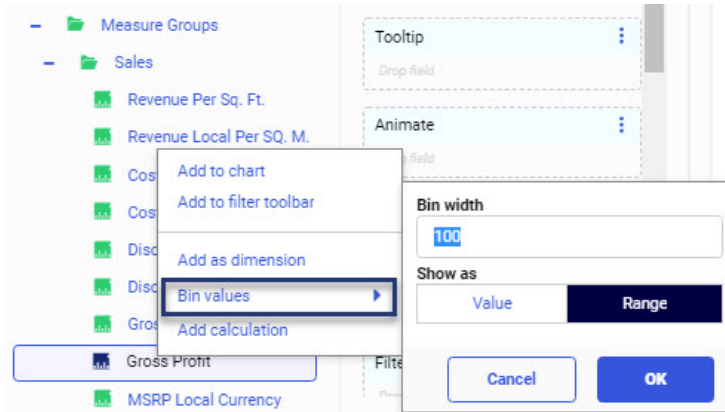 Measure Groups
Sales
Revenue Per Sq. Ft.
Revenue Local Per SQ. M.
Gross Profit
MSRP Local Currency
Tooltip
Drop field
Animate
field
Add to chart
Add to filter toolbar
Add as dimension
Bin values
Add calculation
Bin width
100
Show as
Value
Range
Cancel
OK